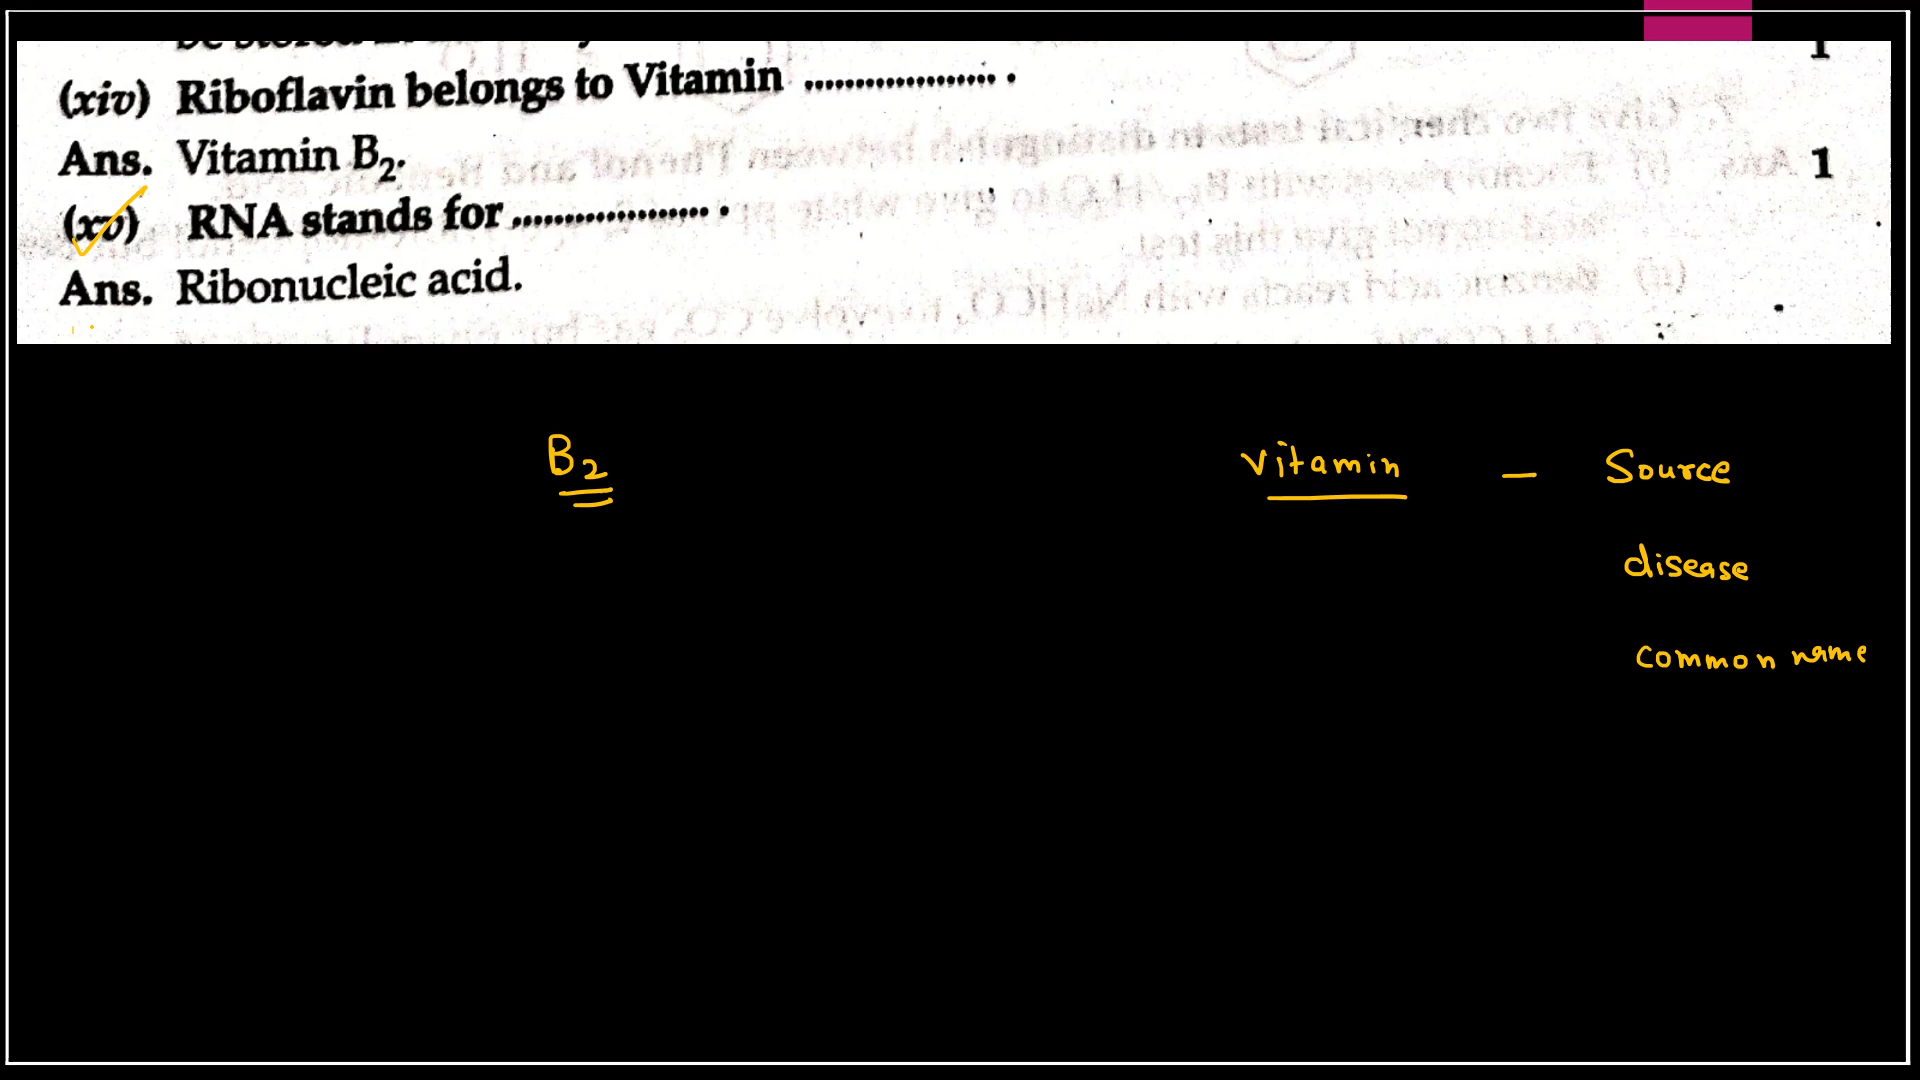 (xiv) Riboflavin belongs to Vitamin ................... .
Ans. Vitamin B₂.
1
(xv) RNA stands for ................... .
Ans. Ribonucleic acid.
B₂
Vitamin – Source
disease
common name